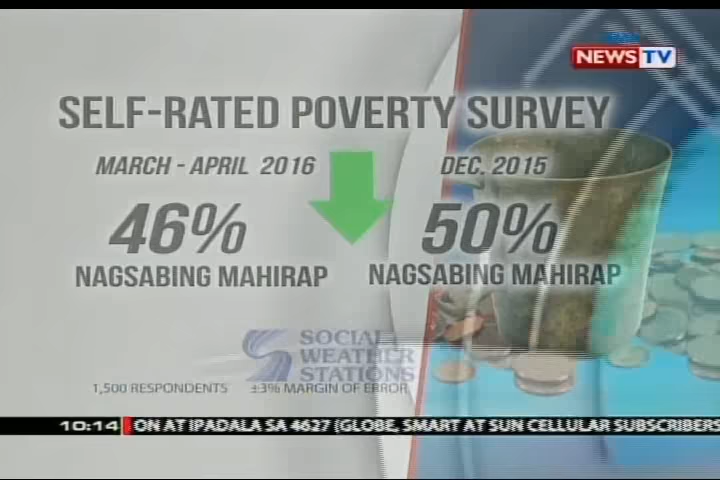 NEWS TV
SELF-RATED POVERTY SURVEY
MARCH - APRIL 2016
DEC. 2015
46%
50%
NAGSABING MAHIRAP
NAGSABING MAHIRAP
SOCIAL
WEATHER
STATIONS
1,500 RESPONDENTS ±3% MARGIN OF ERROR
10:14 ON AT IPADALA SA 4627 (GLOBE, SMART AT SUN CELLULAR SUBSCRIBERS